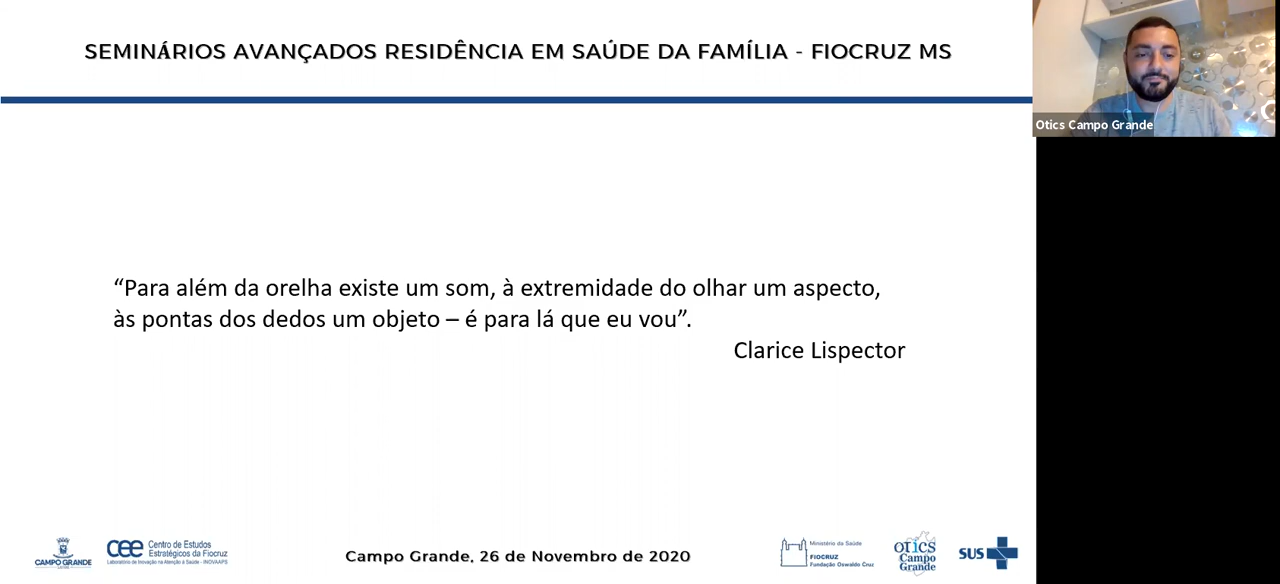 SEMINÁRIOS AVANÇADOS RESIDÊNCIA EM SAÚDE DA FAMÍLIA - FIOCRUZ MS
Otics Campo Grande
“Para além da orelha existe um som, à extremidade do olhar um aspecto,
às pontas dos dedos um objeto – é para lá que eu vou”.
Clarice Lispector
CAMPO GRANDE
cee
Centro de Estudos
Estratégicos da Fiocruz
Laboratório de Inovação na Atenção à Saúde - INOVAAPS
Campo Grande, 26 de Novembro de 2020
Ministério da Saúde
FIOCRUZ
Fundação Oswaldo Cruz
OTICS
Campo
Grande
SUS